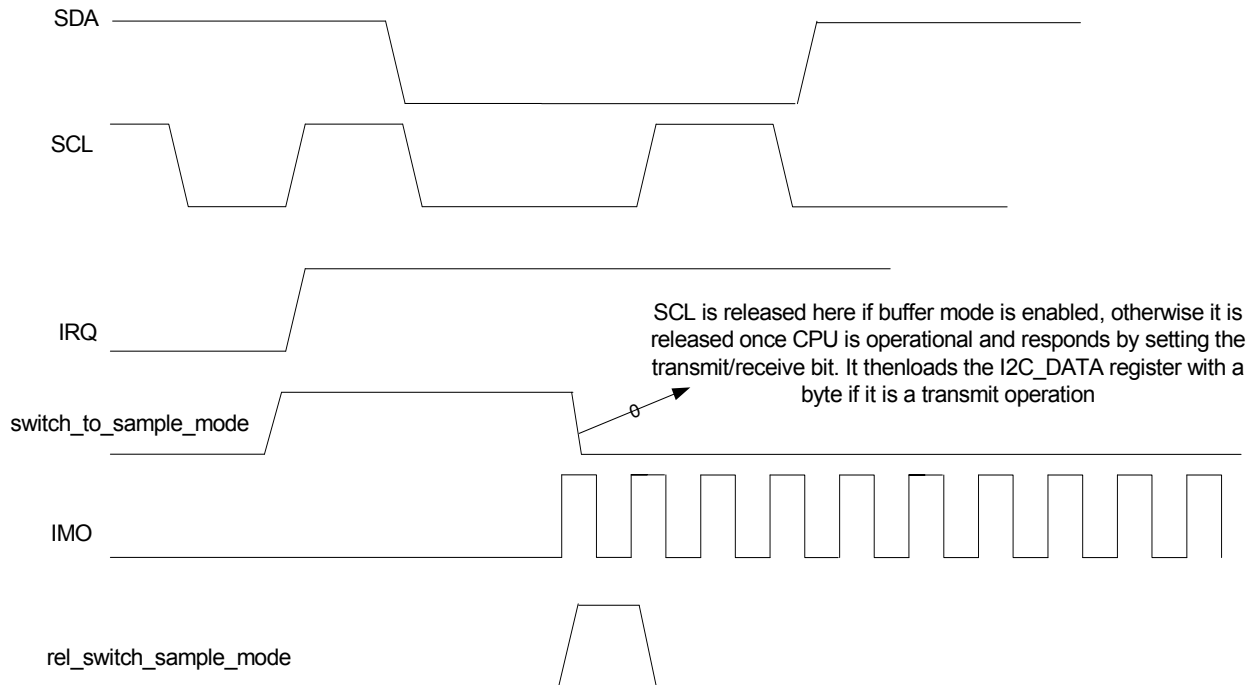 SDA
SCL
IRQ
SCL is released here if buffer mode is enabled, otherwise it is
released once CPU is operational and responds by setting the
transmit/receive bit. It thenloads the I2C_DATA register with a
byte if it is a transmit operation
0
switch_to_sample_mode
IMO
rel_switch_sample_mode